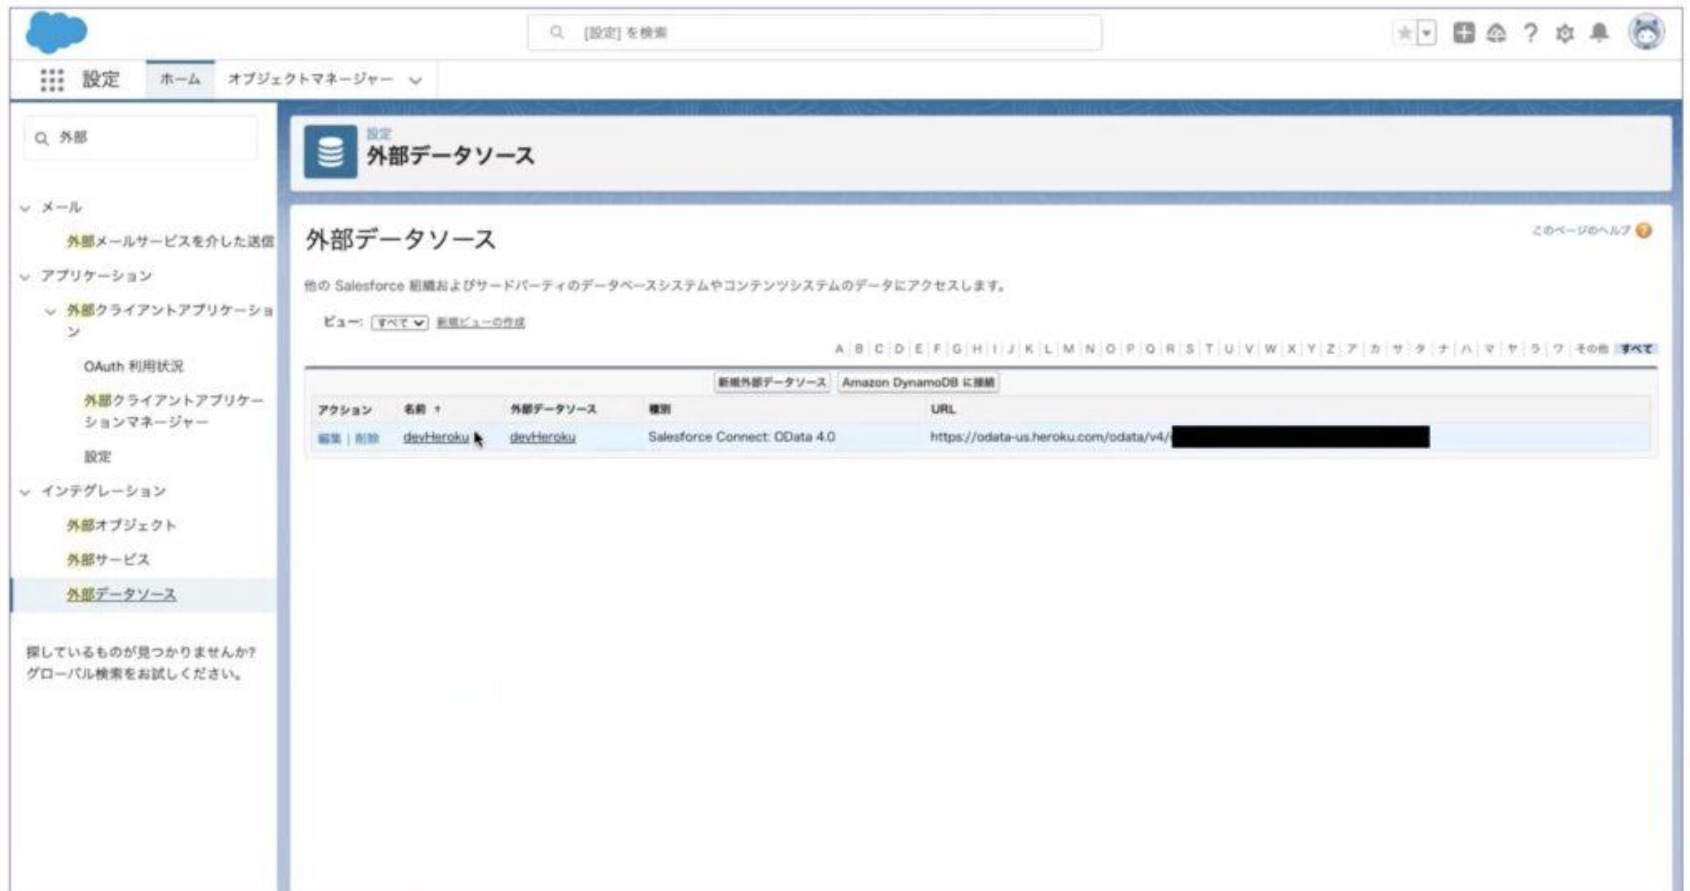 [設定] を検索
設定
ホーム
オブジェクトマネージャー
外部
メール
外部メールサービスを介した送信
アプリケーション
外部クライアントアプリケーショ
ン
OAuth 利用状況
外部クライアントアプリケー
ションマネージャー
設定
インテグレーション
外部オブジェクト
外部サービス
外部データソース
探しているものが見つかりませんか?
グローバル検索をお試しください。
設定
外部データソース
外部データソース
このページのヘルプ ?
他の Salesforce 組織およびサードパーティのデータベースシステムやコンテンツシステムのデータにアクセスします。
ビュー: すべて 新規ビューの作成
A | B | C | D | E | F | G | H | I | J | K | L | M | N | O | P | Q | R | S | T | U | V | W | X | Y | Z | ア | カ | サ | タ | ナ | ハ | マ | ヤ | ラ | ワ | その他 すべて
新規外部データソース Amazon DynamoDB に接続
アクション 名前 ↑ 外部データソース 種別 URL
編集 | 削除 devHeroku devHeroku Salesforce Connect: OData 4.0 https://odata-us.heroku.com/odata/v4/